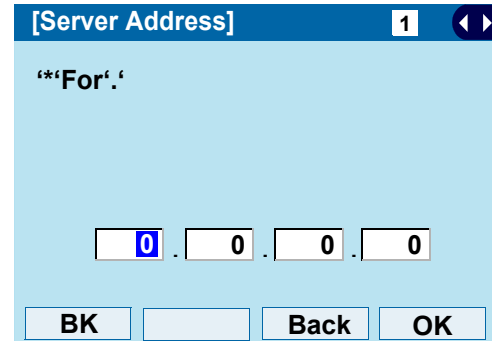 [Server Address] 1
‘*‘For‘.‘
0 . 0 . 0 . 0
BK Back OK